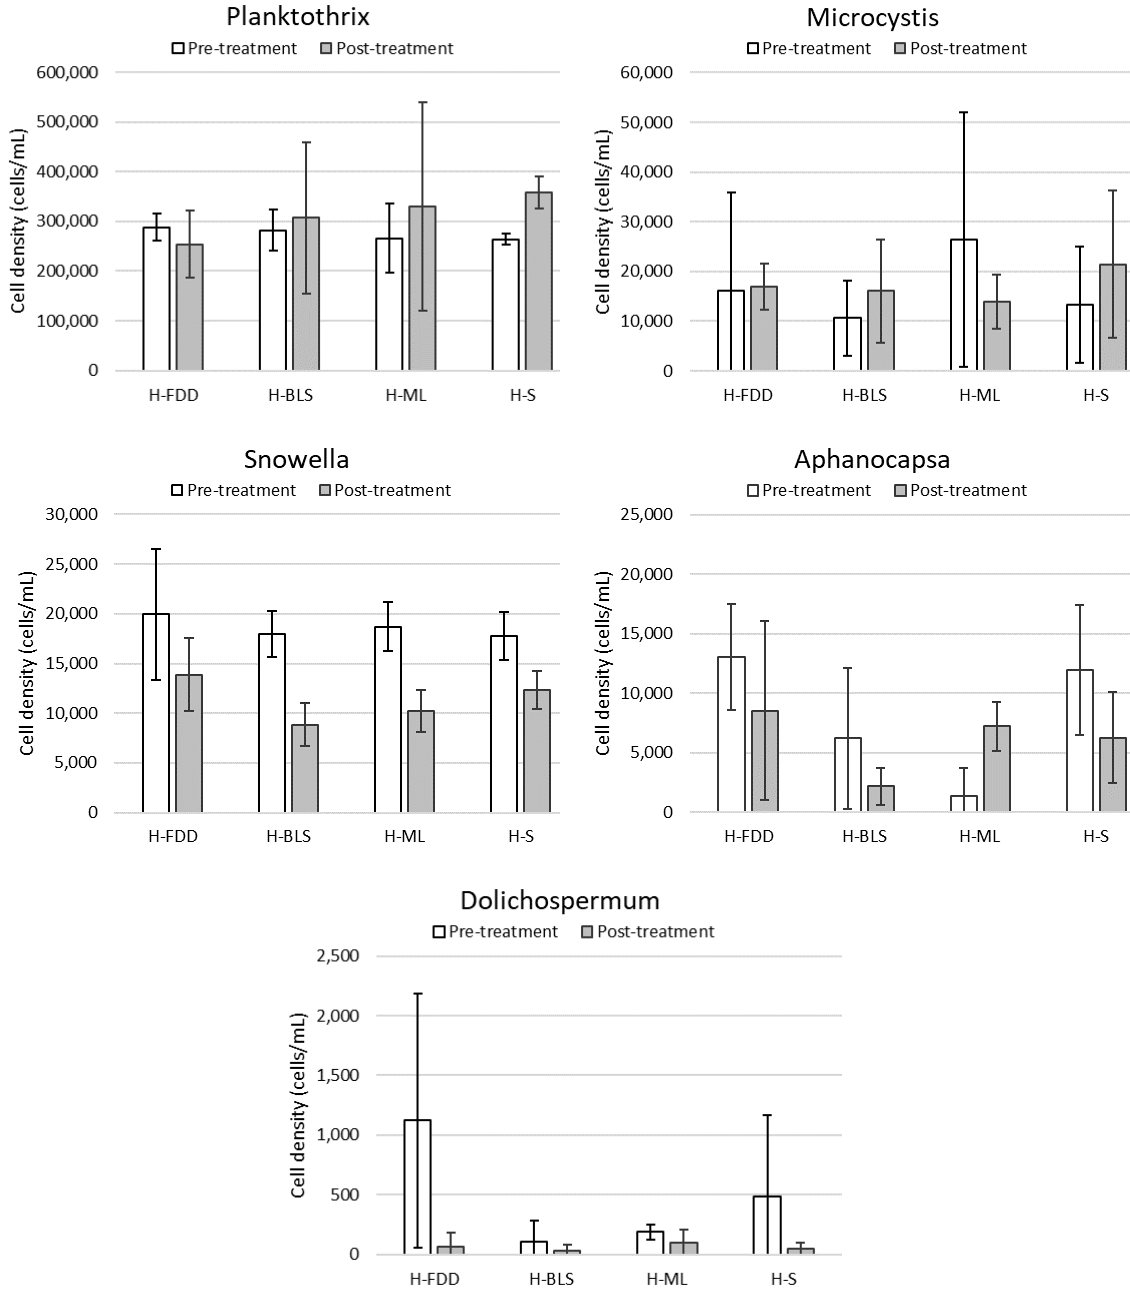 Planktothrix
Pre-treatment Post-treatment
Cell density (cells/mL)
600,000
500,000
400,000
300,000
200,000
100,000
0
H-FDD H-BLS H-ML H-S
Microcystis
Pre-treatment Post-treatment
Cell density (cells/mL)
60,000
50,000
40,000
30,000
20,000
10,000
0
H-FDD H-BLS H-ML H-S
Snowella
Pre-treatment Post-treatment
Cell density (cells/mL)
30,000
25,000
20,000
15,000
10,000
5,000
0
H-FDD H-BLS H-ML H-S
Aphanocapsa
Pre-treatment Post-treatment
Cell density (cells/mL)
25,000
20,000
15,000
10,000
5,000
0
H-FDD H-BLS H-ML H-S
Dolichospermum
Pre-treatment Post-treatment
Cell density (cells/mL)
2,500
2,000
1,500
1,000
500
0
H-FDD H-BLS H-ML H-S